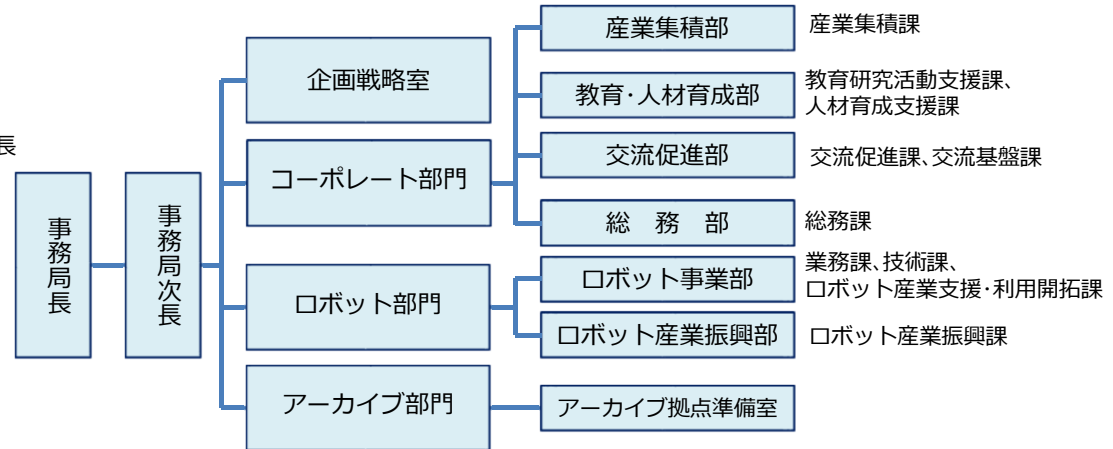 長
事務局長
事務局次長
企画戦略室
コーポレート部門
ロボット部門
アーカイブ部門
産業集積部
産業集積課
教育・人材育成部
教育研究活動支援課、
人材育成支援課
交流促進部
交流促進課、交流基盤課
総　務　部
総務課
ロボット事業部
業務課、技術課、
ロボット産業支援・利用開拓課
ロボット産業振興部
ロボット産業振興課
アーカイブ拠点準備室